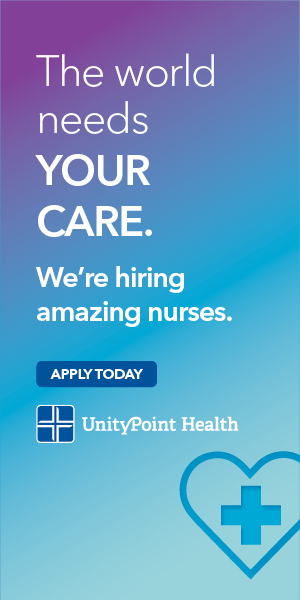 The world
needs
YOUR
CARE.
We’re hiring
amazing nurses.
APPLY TODAY
UnityPoint Health